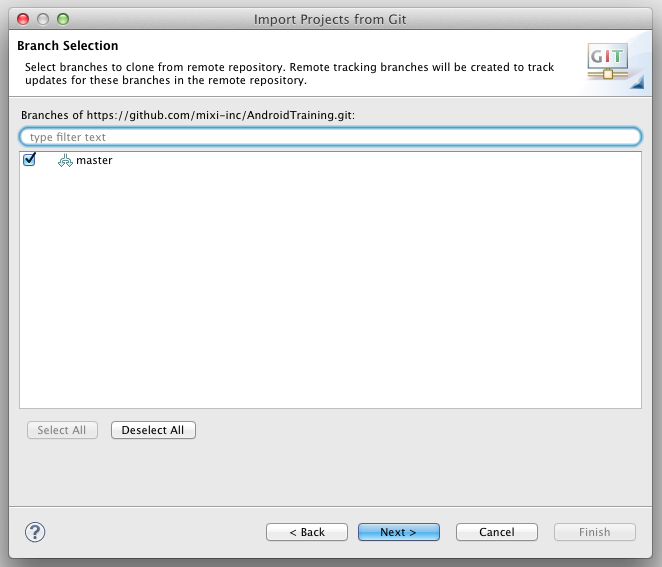 Import Projects from Git
Branch Selection
Select branches to clone from remote repository. Remote tracking branches will be created to track
updates for these branches in the remote repository.
GIT
Branches of https://github.com/mixi-inc/AndroidTraining.git:
type filter text
master
Select All
Deselect All
?
< Back
Next >
Cancel
Finish